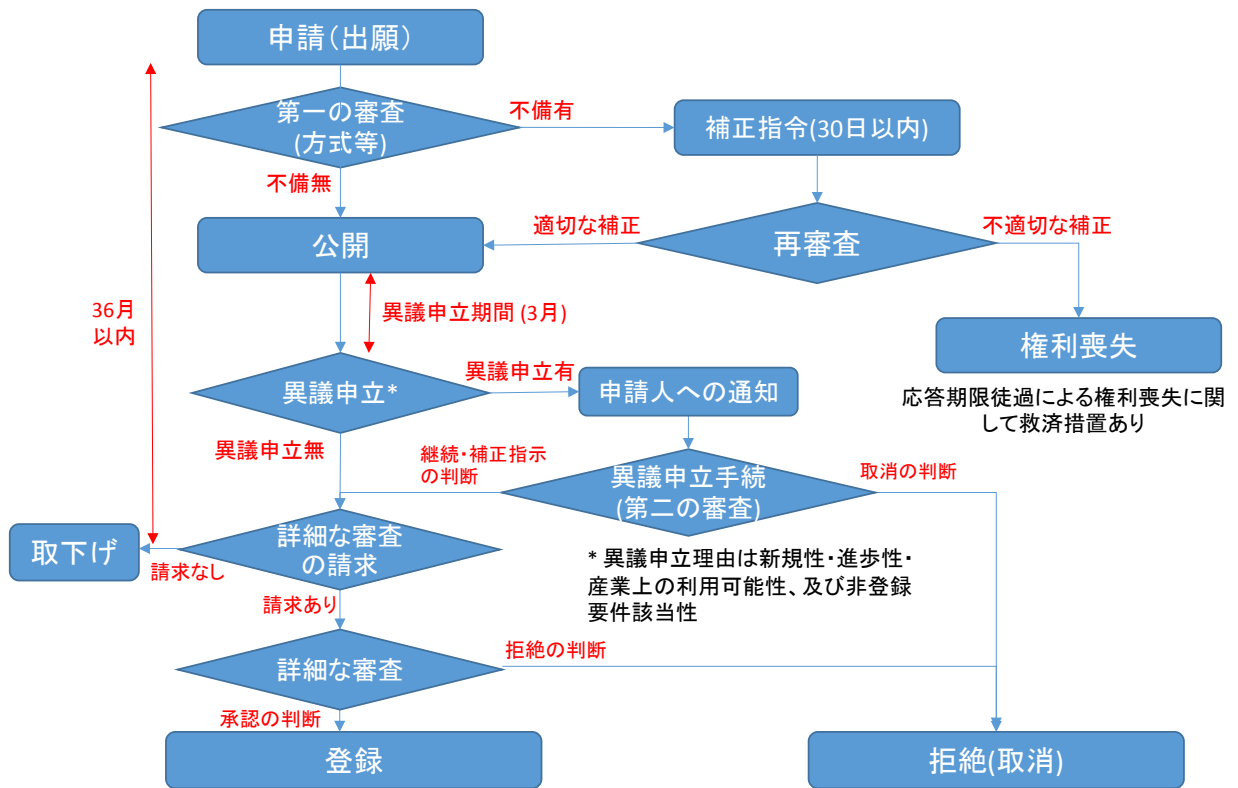 申請(出願)
第一の審査
(方式等)
不備有
補正指令(30日以内)
不備無
公開
適切な補正
再審査
不適切な補正
36月
以内
異議申立期間 (3月)
権利喪失
応答期限徒過による権利喪失に関
して救済措置あり
異議申立*
異議申立有
申請人への通知
異議申立無
継続・補正指示
の判断
異議申立手続
(第二の審査)
取消の判断
取下げ
請求なし
詳細な審査
の請求
* 異議申立理由は新規性・進歩性・
産業上の利用可能性、及び非登録
要件該当性
請求あり
詳細な審査
拒絶の判断
承認の判断
登録
拒絶(取消)